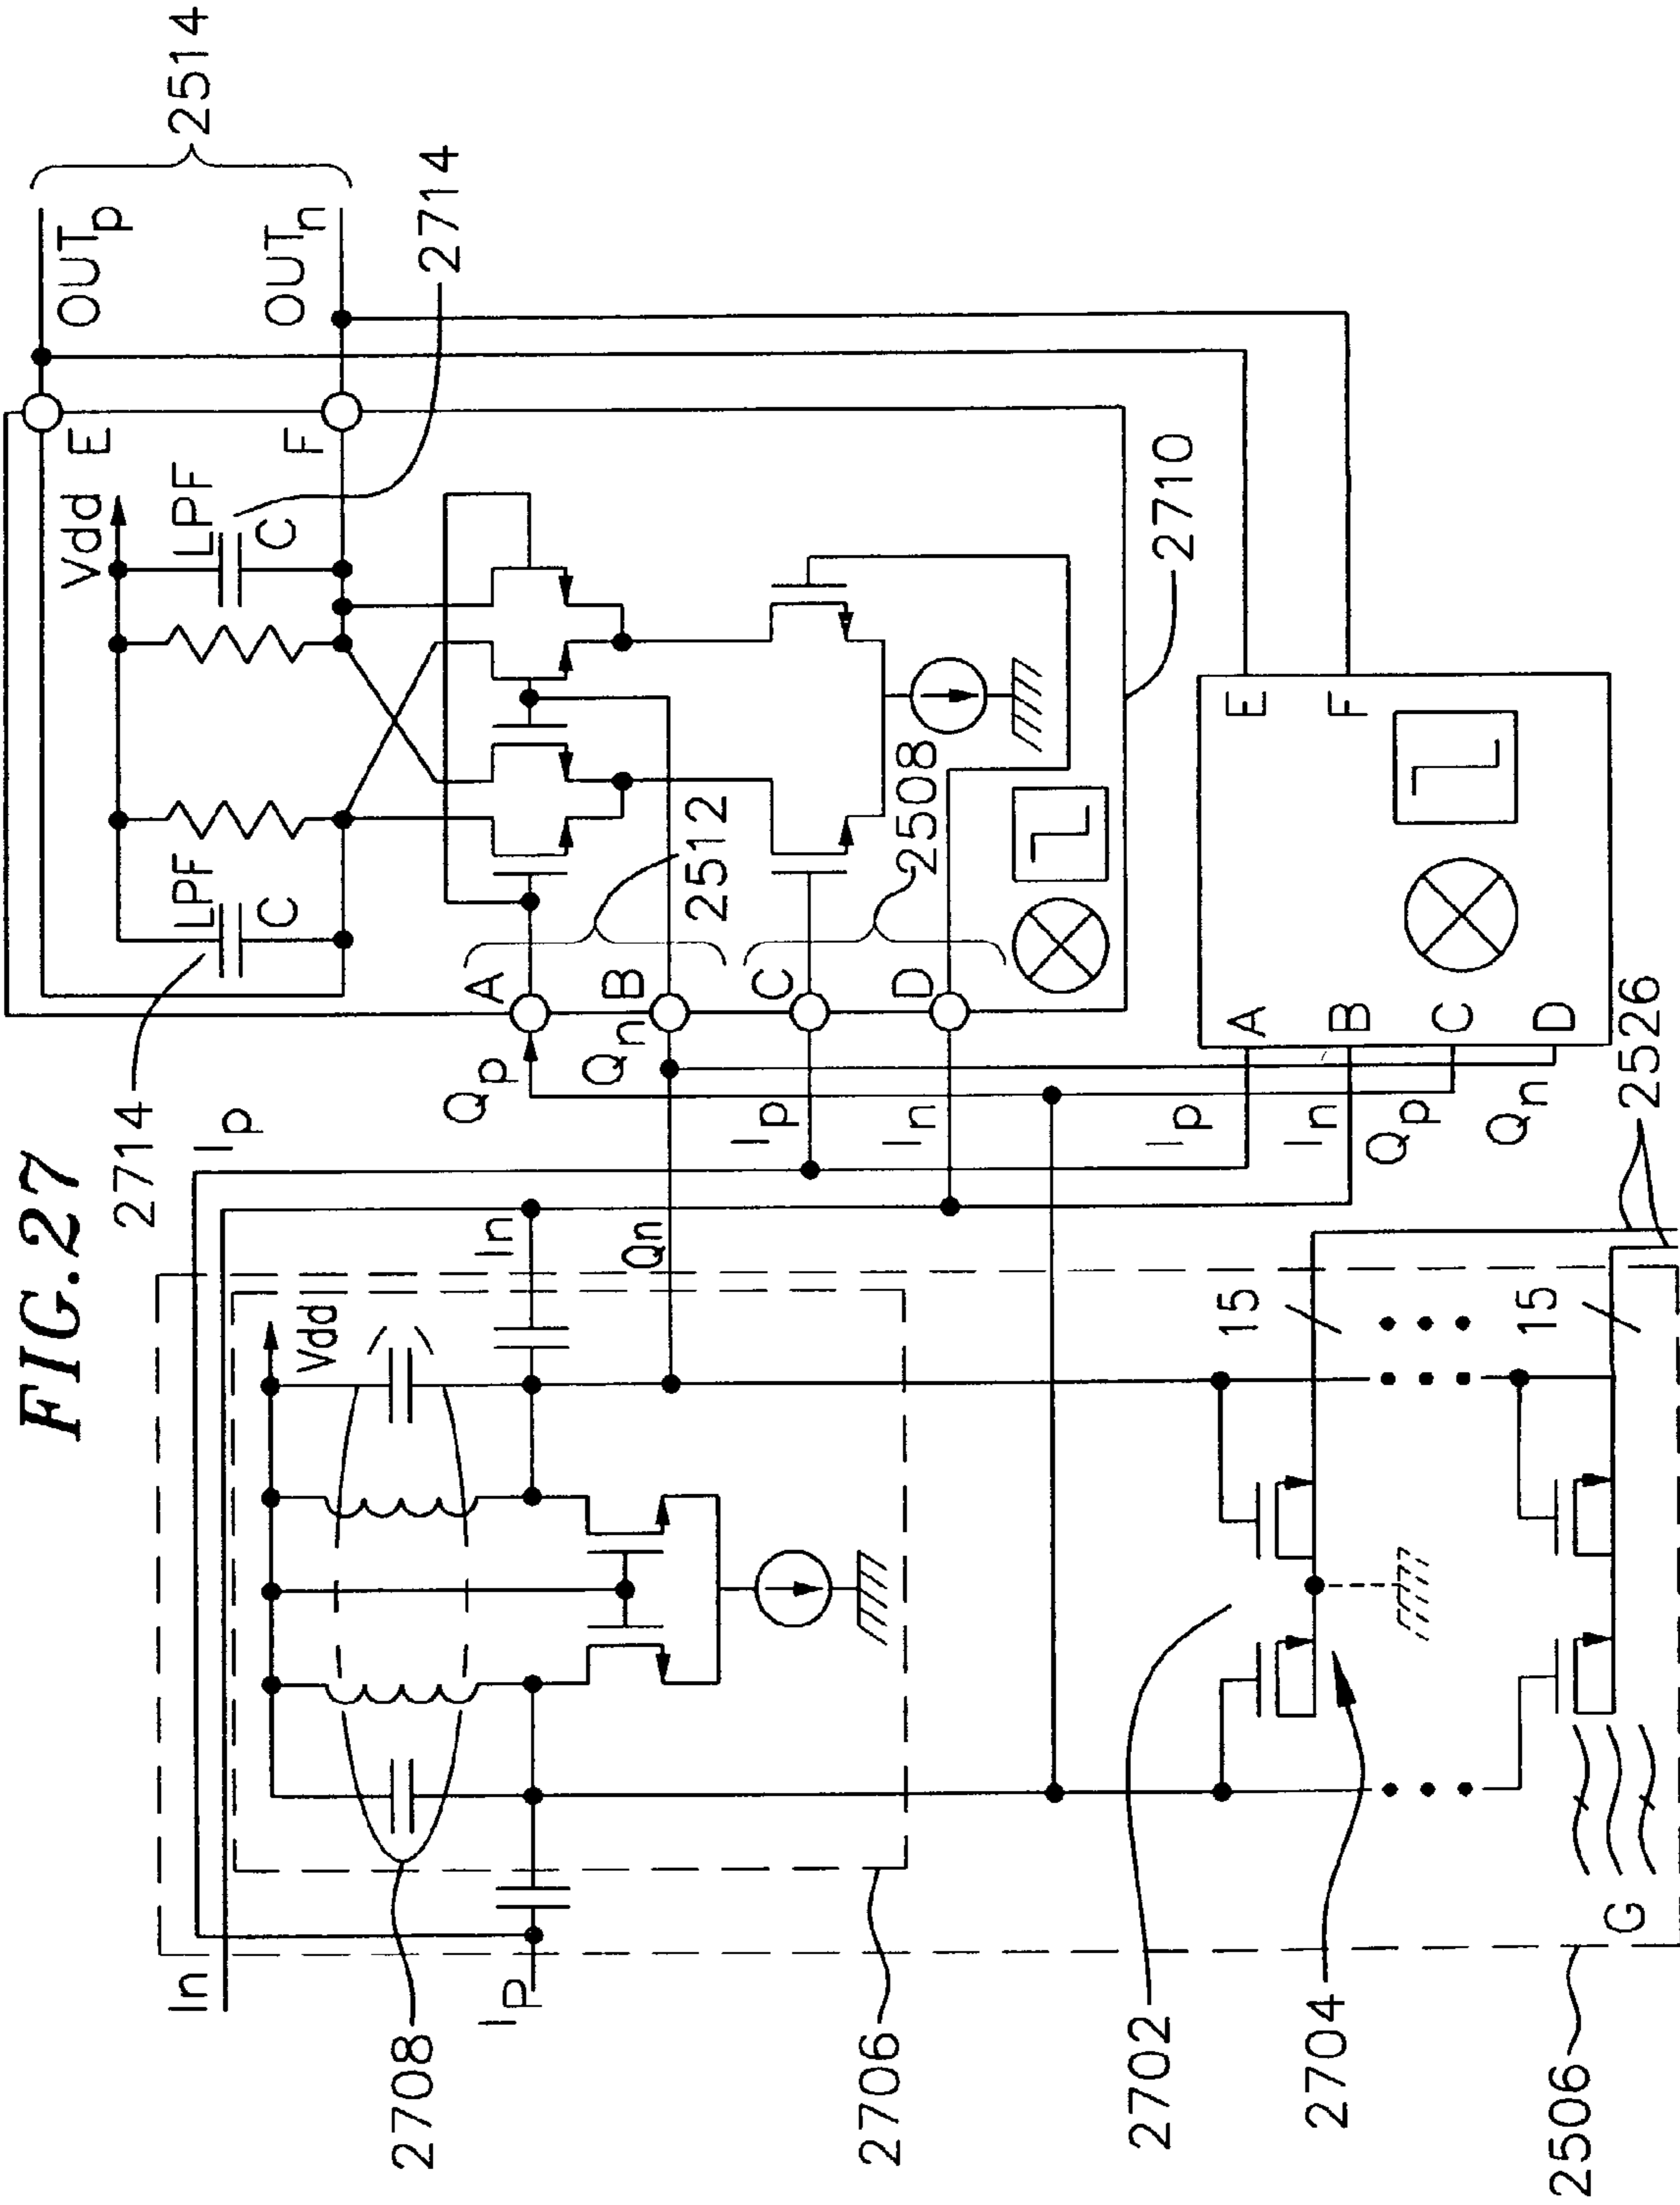 FIG.27
2514
OUTp
OUTn
2714
E
F
Vdd
LPF
C
LPF
C
2714
A
B
C
D
2512
2508
2710
Qp
Qn
Ip
In
Ip
In
Qn
Vdd
In
Ip
2708
2706
A
B
C
D
E
F
Ip
In
Qp
Qn
2526
15
15
2702
2704
G
2506